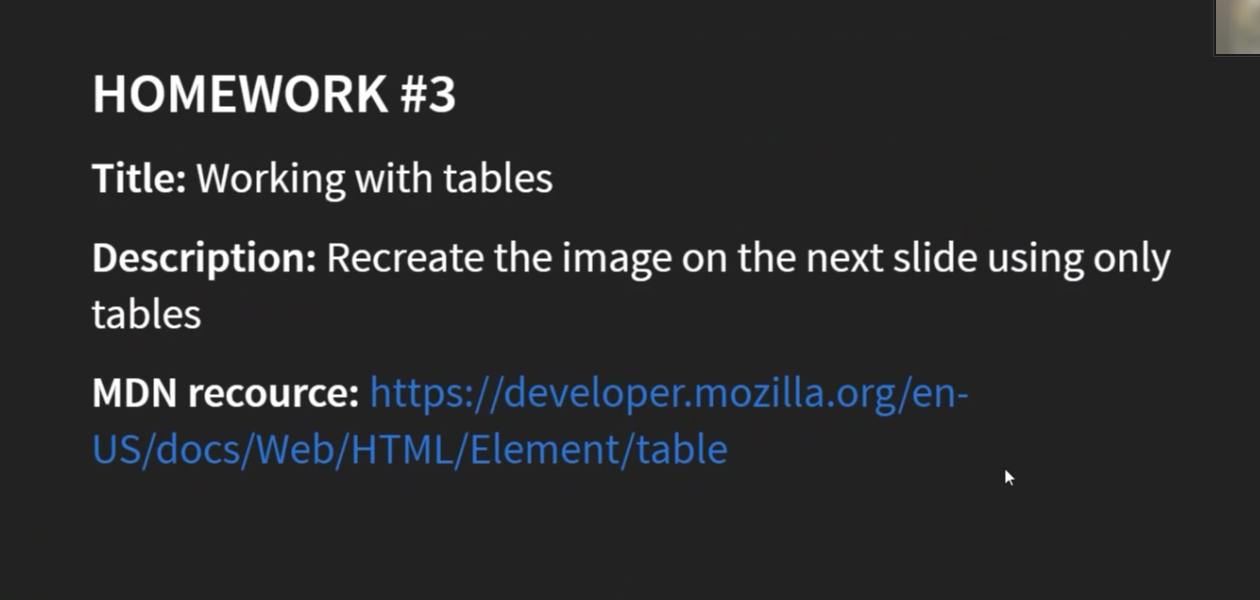 HOMEWORK #3
Title: Working with tables
Description: Recreate the image on the next slide using only
tables
MDN recource: https://developer.mozilla.org/en-
US/docs/Web/HTML/Element/table